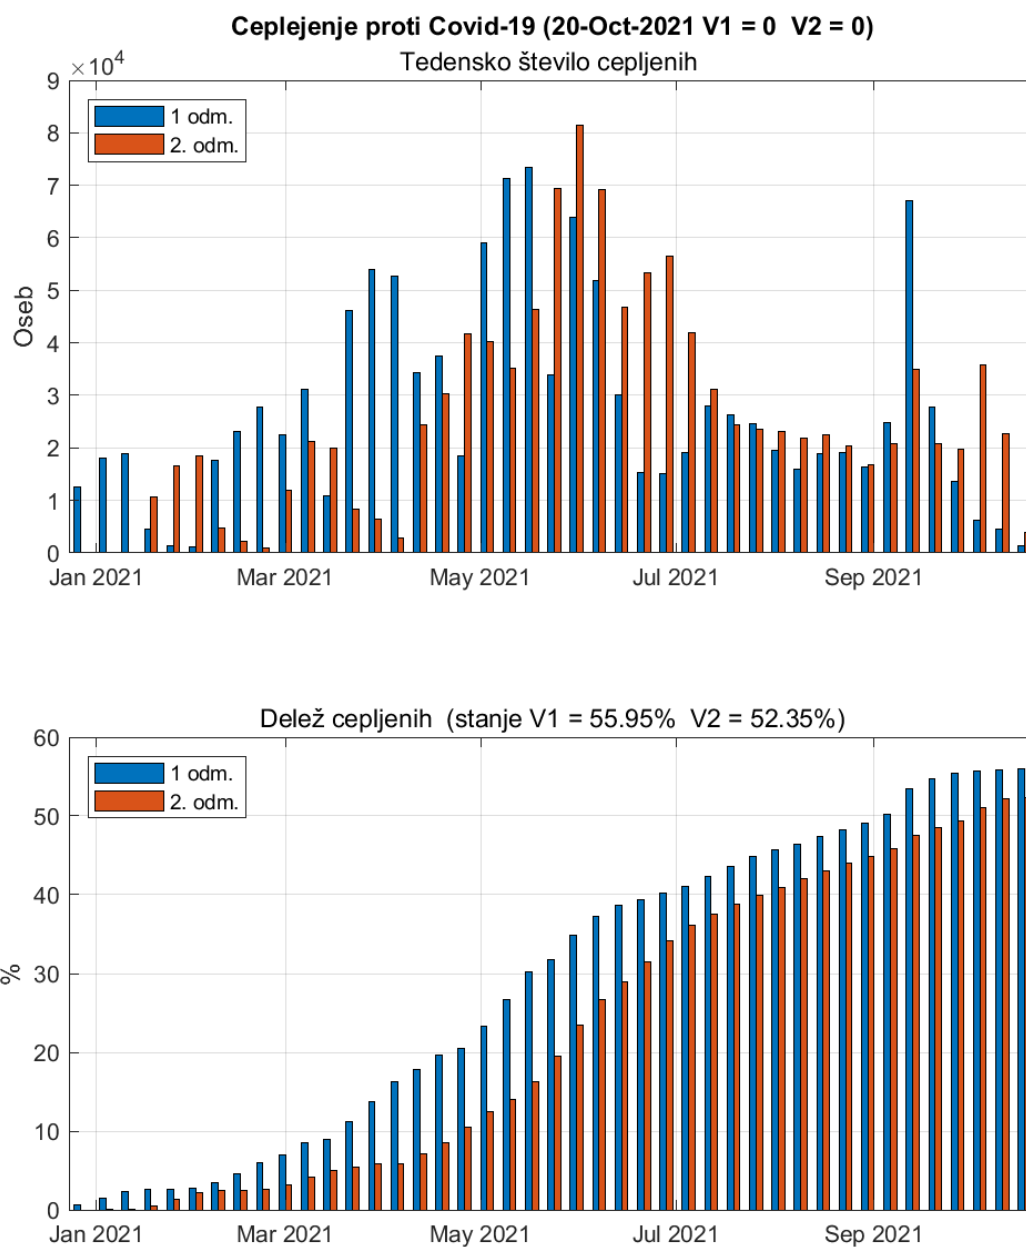 Ceplejenje proti Covid-19 (20-Oct-2021 V1 = 0 V2 = 0)
Tedensko število cepljenih
×10⁴
9
8
7
6
5
4
3
2
1
0
Oseb
1 odm.
2. odm.
Jan 2021 Mar 2021 May 2021 Jul 2021 Sep 2021
Delež cepljenih (stanje V1 = 55.95% V2 = 52.35%)
60
50
40
30
20
10
0
%
1 odm.
2. odm.
Jan 2021 Mar 2021 May 2021 Jul 2021 Sep 2021